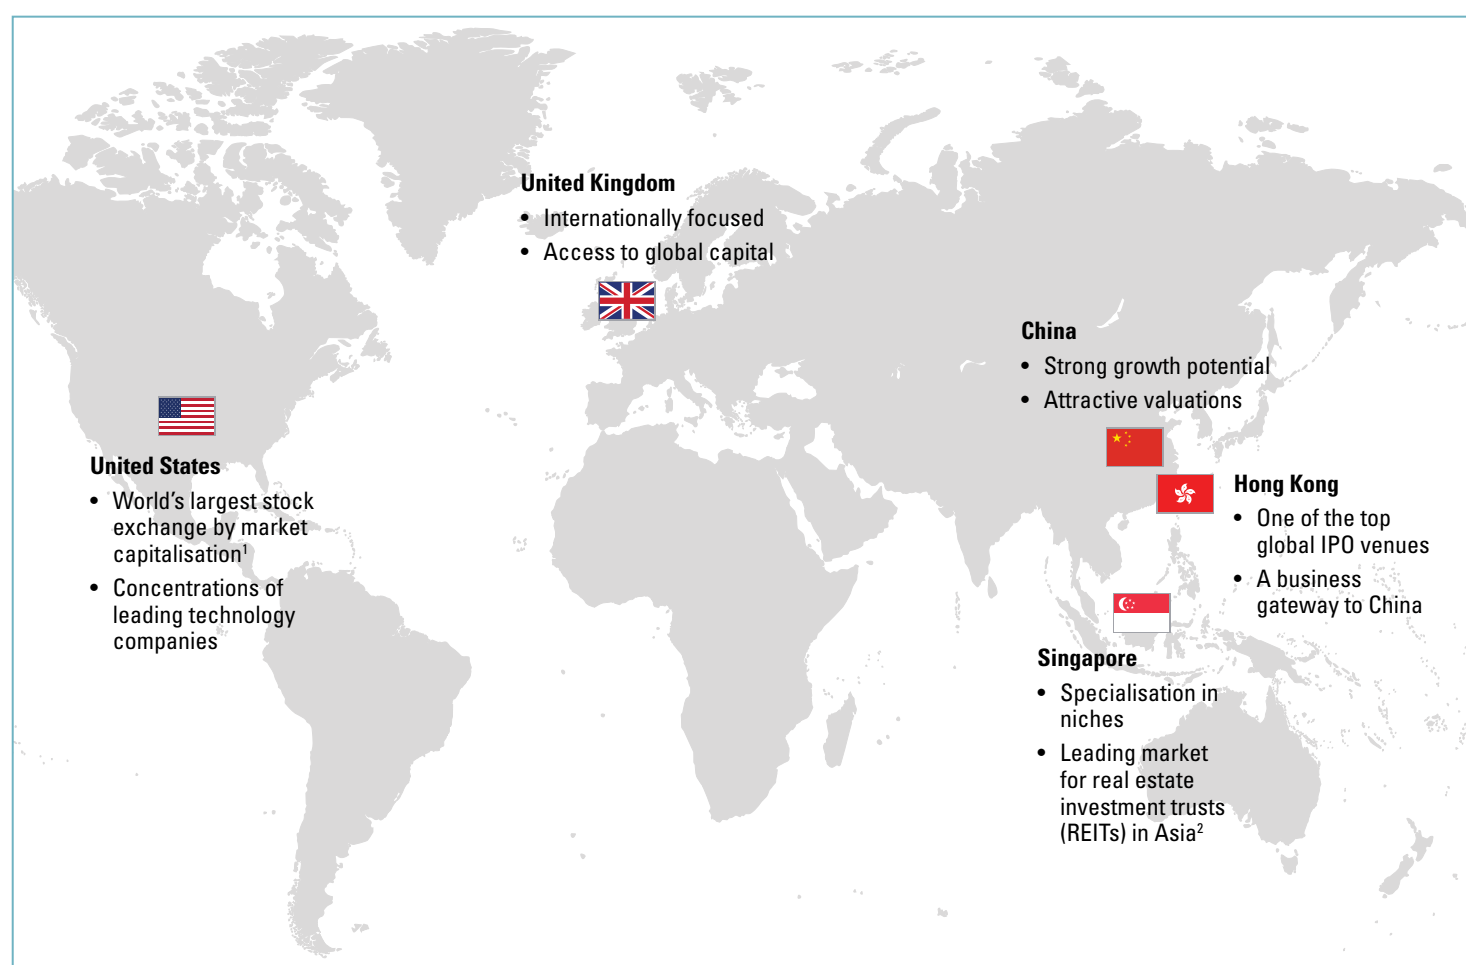 United Kingdom
• Internationally focused
• Access to global capital
China
• Strong growth potential
• Attractive valuations
United States
• World’s largest stock
exchange by market
capitalisation1
• Concentrations of
leading technology
companies
Hong Kong
• One of the top
global IPO venues
• A business
gateway to China
Singapore
• Specialisation in
niches
• Leading market
for real estate
investment trusts
(REITs) in Asia2